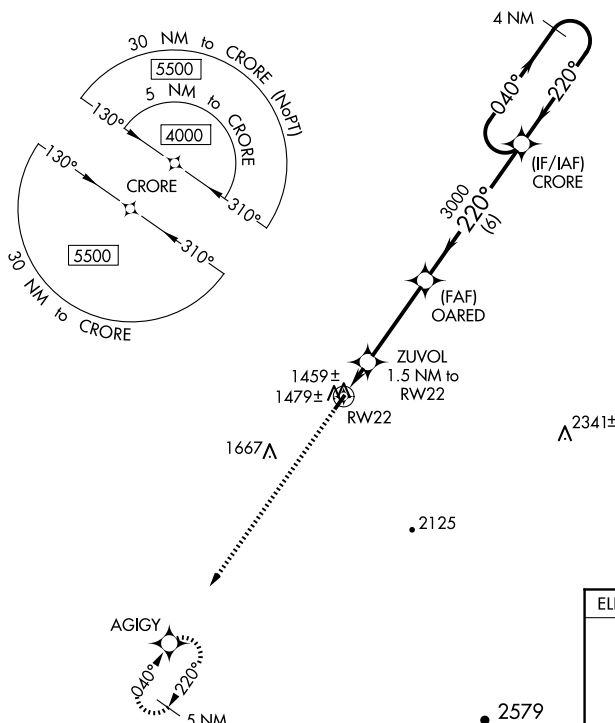 4 NM
30 NM to CRORE (NoPT)
5500
5 NM to CRORE
4000
130°
310°
040°
220°
(IF/IAF)
CRORE
130°
CRORE
310°
5500
30 NM to CRORE
3000
220°
(6)
(FAF)
OARED
ZUVOL
1.5 NM to
RW22
1459±
1479±
RW22
1667
2341±
2125
ELE
AGIGY
040°
220°
5 NM
2579